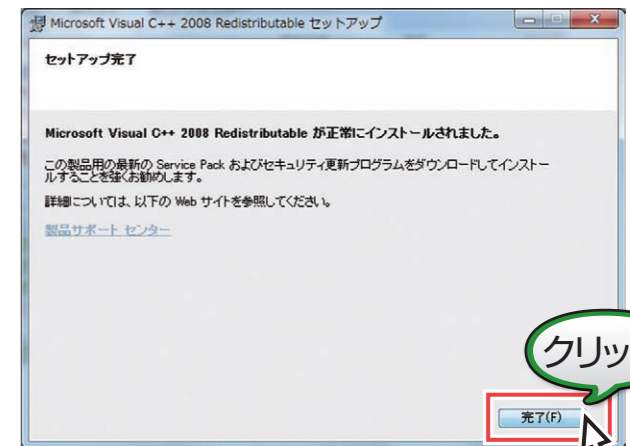 Microsoft Visual C++ 2008 Redistributable セットアップ
セットアップ完了
Microsoft Visual C++ 2008 Redistributable が正常にインストールされました。
この製品用の最新の Service Pack およびセキュリティ更新プログラムをダウンロードしてインストー
ルすることを強くお勧めします。
詳細については、以下の Web サイトを参照してください。
製品サポート センター
クリッ
完了(F)